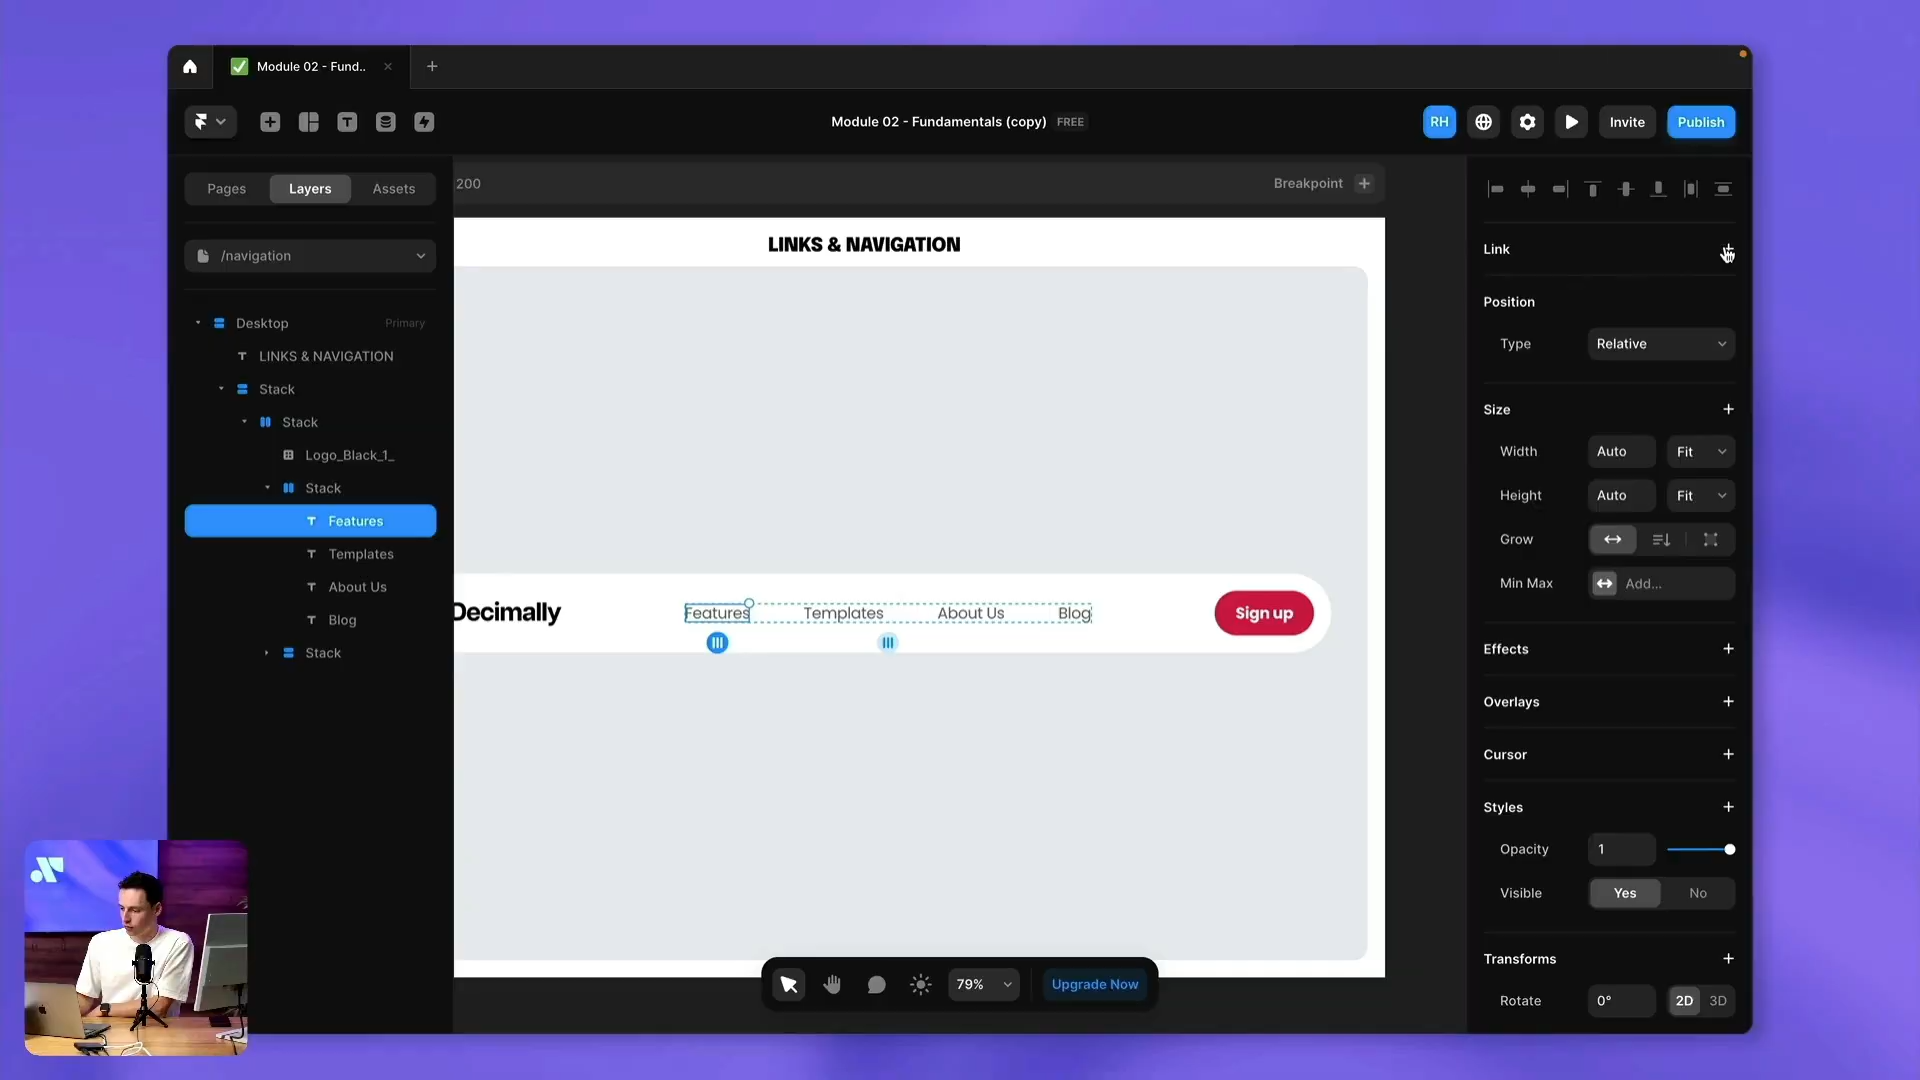 Module 02 - Fund..
Module 02 - Fundamentals (copy) FREE
RH
Invite
Publish
Pages
Layers
Assets
200
Breakpoint
/navigation
Desktop
Primary
LINKS & NAVIGATION
Stack
Stack
Logo_Black_1_
Stack
Features
Templates
About Us
Blog
Stack
LINKS & NAVIGATION
Decimally
Features
Templates
About Us
Blog
Sign up
79%
Upgrade Now
Link
Position
Type
Relative
Size
Width
Auto
Fit
Height
Auto
Fit
Grow
Min Max
Add...
Effects
Overlays
Cursor
Styles
Opacity
1
Visible
Yes
No
Transforms
Rotate
0°
2D
3D